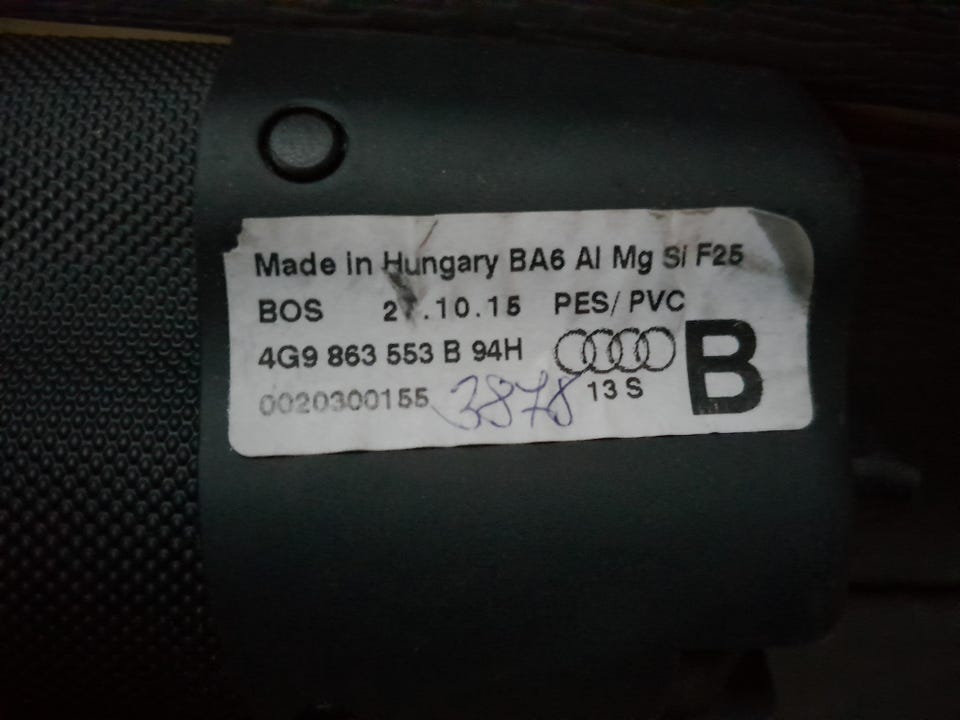 Made in Hungary BA6 Al Mg Si F25
BOS .10.15 PES/ PVC
4G9 863 553 B 94H
B
0020300155 3878 13 S